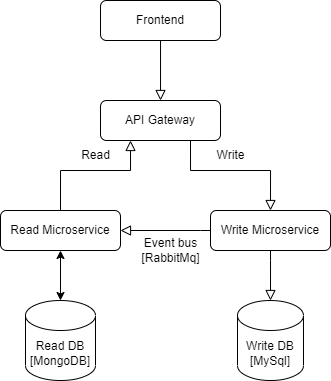 Frontend
API Gateway
Read
Write
Read Microservice
Write Microservice
Event bus
[RabbitMq]
Read DB
[MongoDB]
Write DB
[MySql]